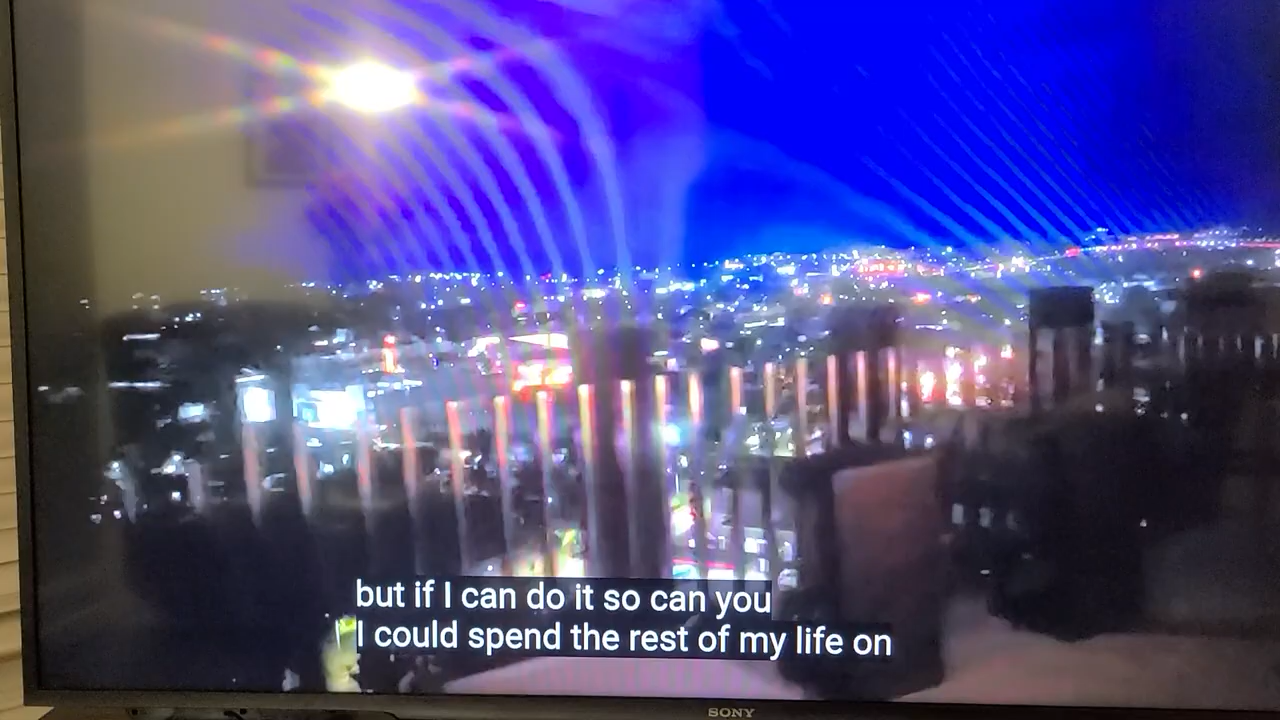 but if I can do it so can you
I could spend the rest of my life on
SONY